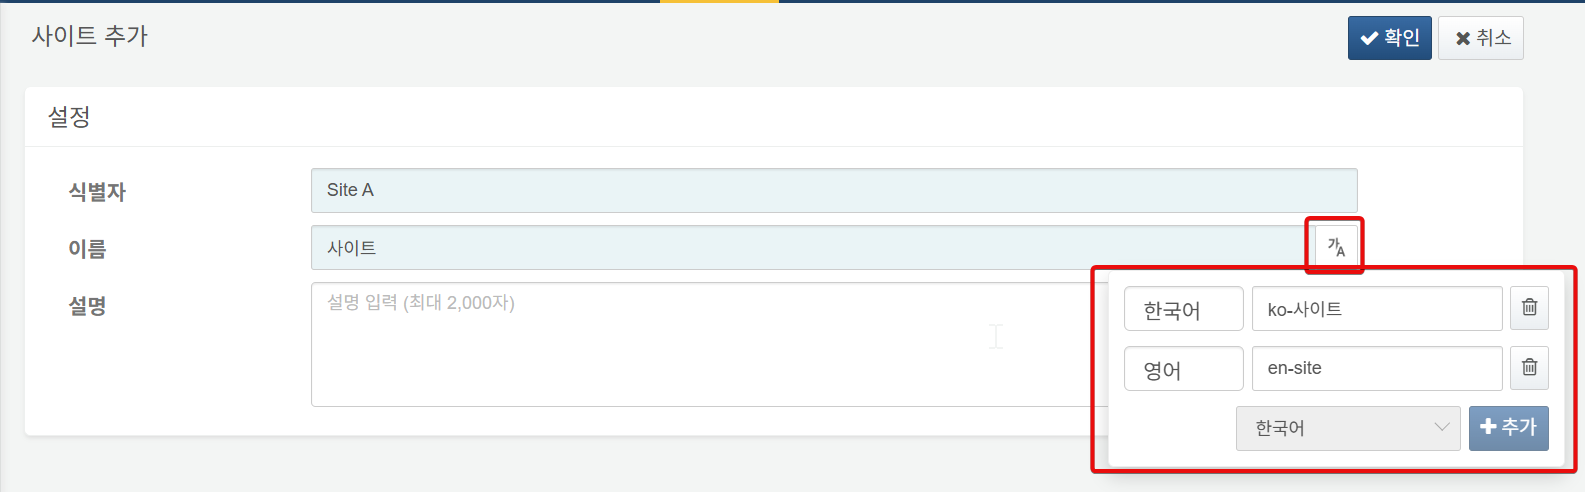 사이트 추가
확인
취소
설정
식별자
Site A
이름
사이트
가A
설명
설명 입력 (최대 2,000자)
한국어
ko-사이트
영어
en-site
한국어
추가